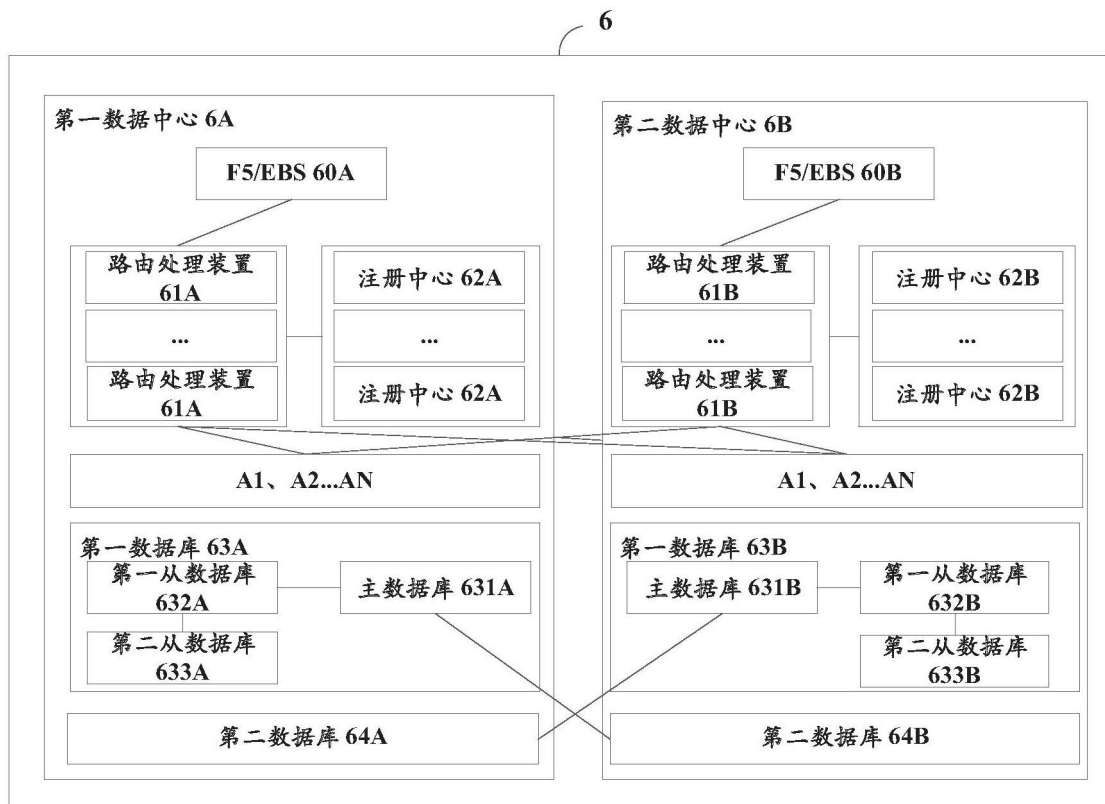 6
第一数据中心 6A
F5/EBS 60A
路由处理装置
61A
...
路由处理装置
61A
注册中心 62A
...
注册中心 62A
A1、A2...AN
第一数据库 63A
第一从数据库
632A
主数据库 631A
第二从数据库
633A
第二数据库 64A
第二数据中心 6B
F5/EBS 60B
路由处理装置
61B
...
路由处理装置
61B
注册中心 62B
...
注册中心 62B
A1、A2...AN
第一数据库 63B
主数据库 631B
第一从数据库
632B
第二从数据库
633B
第二数据库 64B